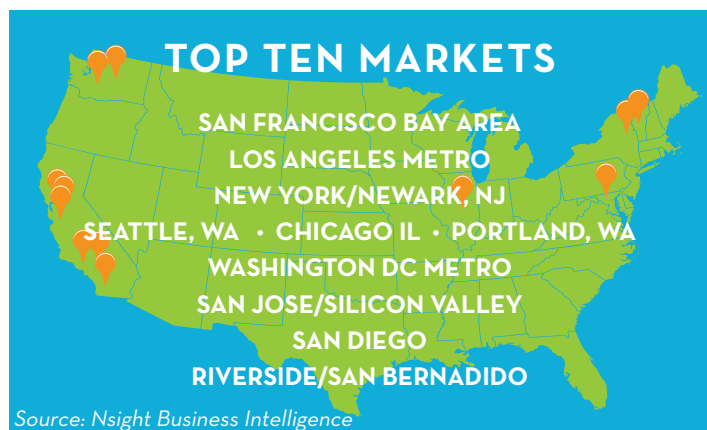 TOP TEN MARKETS
SAN FRANCISCO BAY AREA
LOS ANGELES METRO
NEW YORK/NEWARK, NJ
SEATTLE, WA • CHICAGO IL • PORTLAND, WA
WASHINGTON DC METRO
SAN JOSE/SILICON VALLEY
SAN DIEGO
RIVERSIDE/SAN BERNADIDO
Source: Nsight Business Intelligence